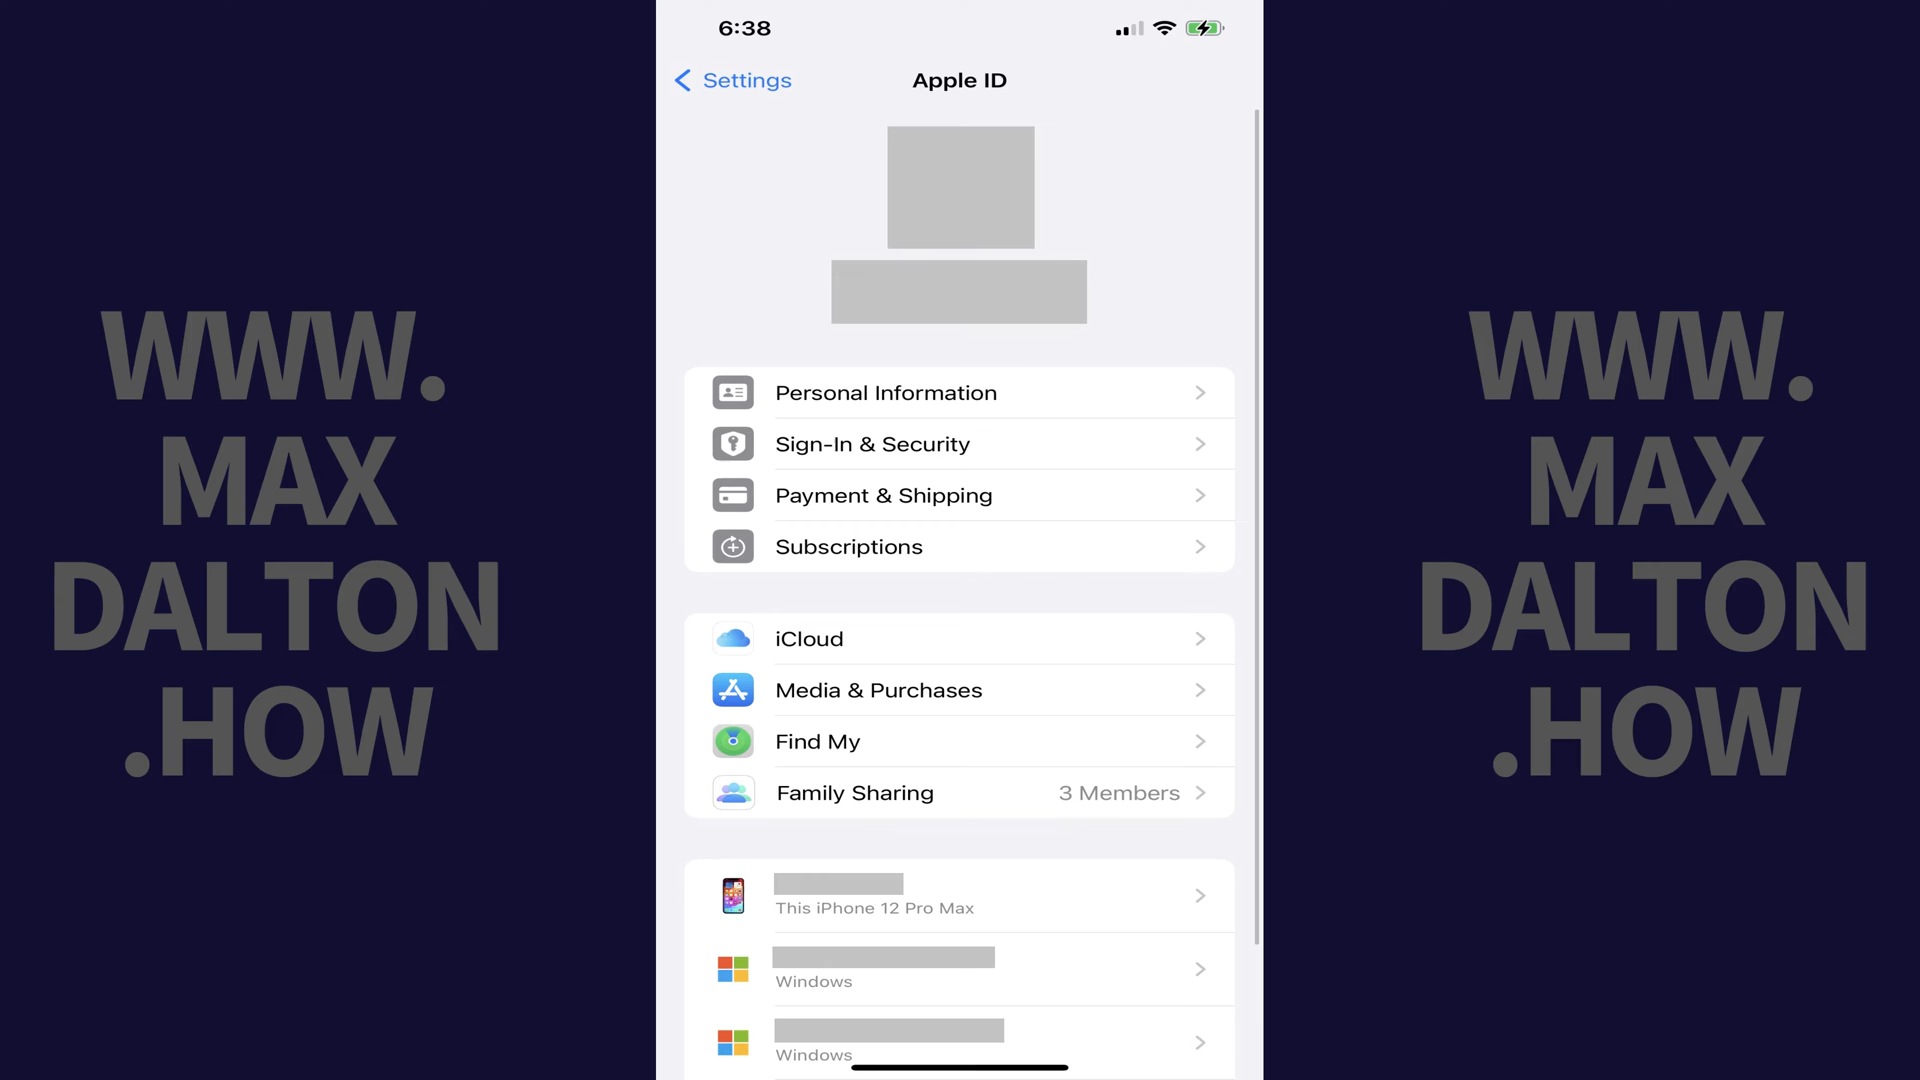 6:38
Settings
Apple ID
WWW.
MAX
DALTON
.HOW
Personal Information
Sign-In & Security
Payment & Shipping
Subscriptions
iCloud
Media & Purchases
Find My
Family Sharing 3 Members
This iPhone 12 Pro Max
Windows
Windows
WWW.
MAX
DALTON
.HOW